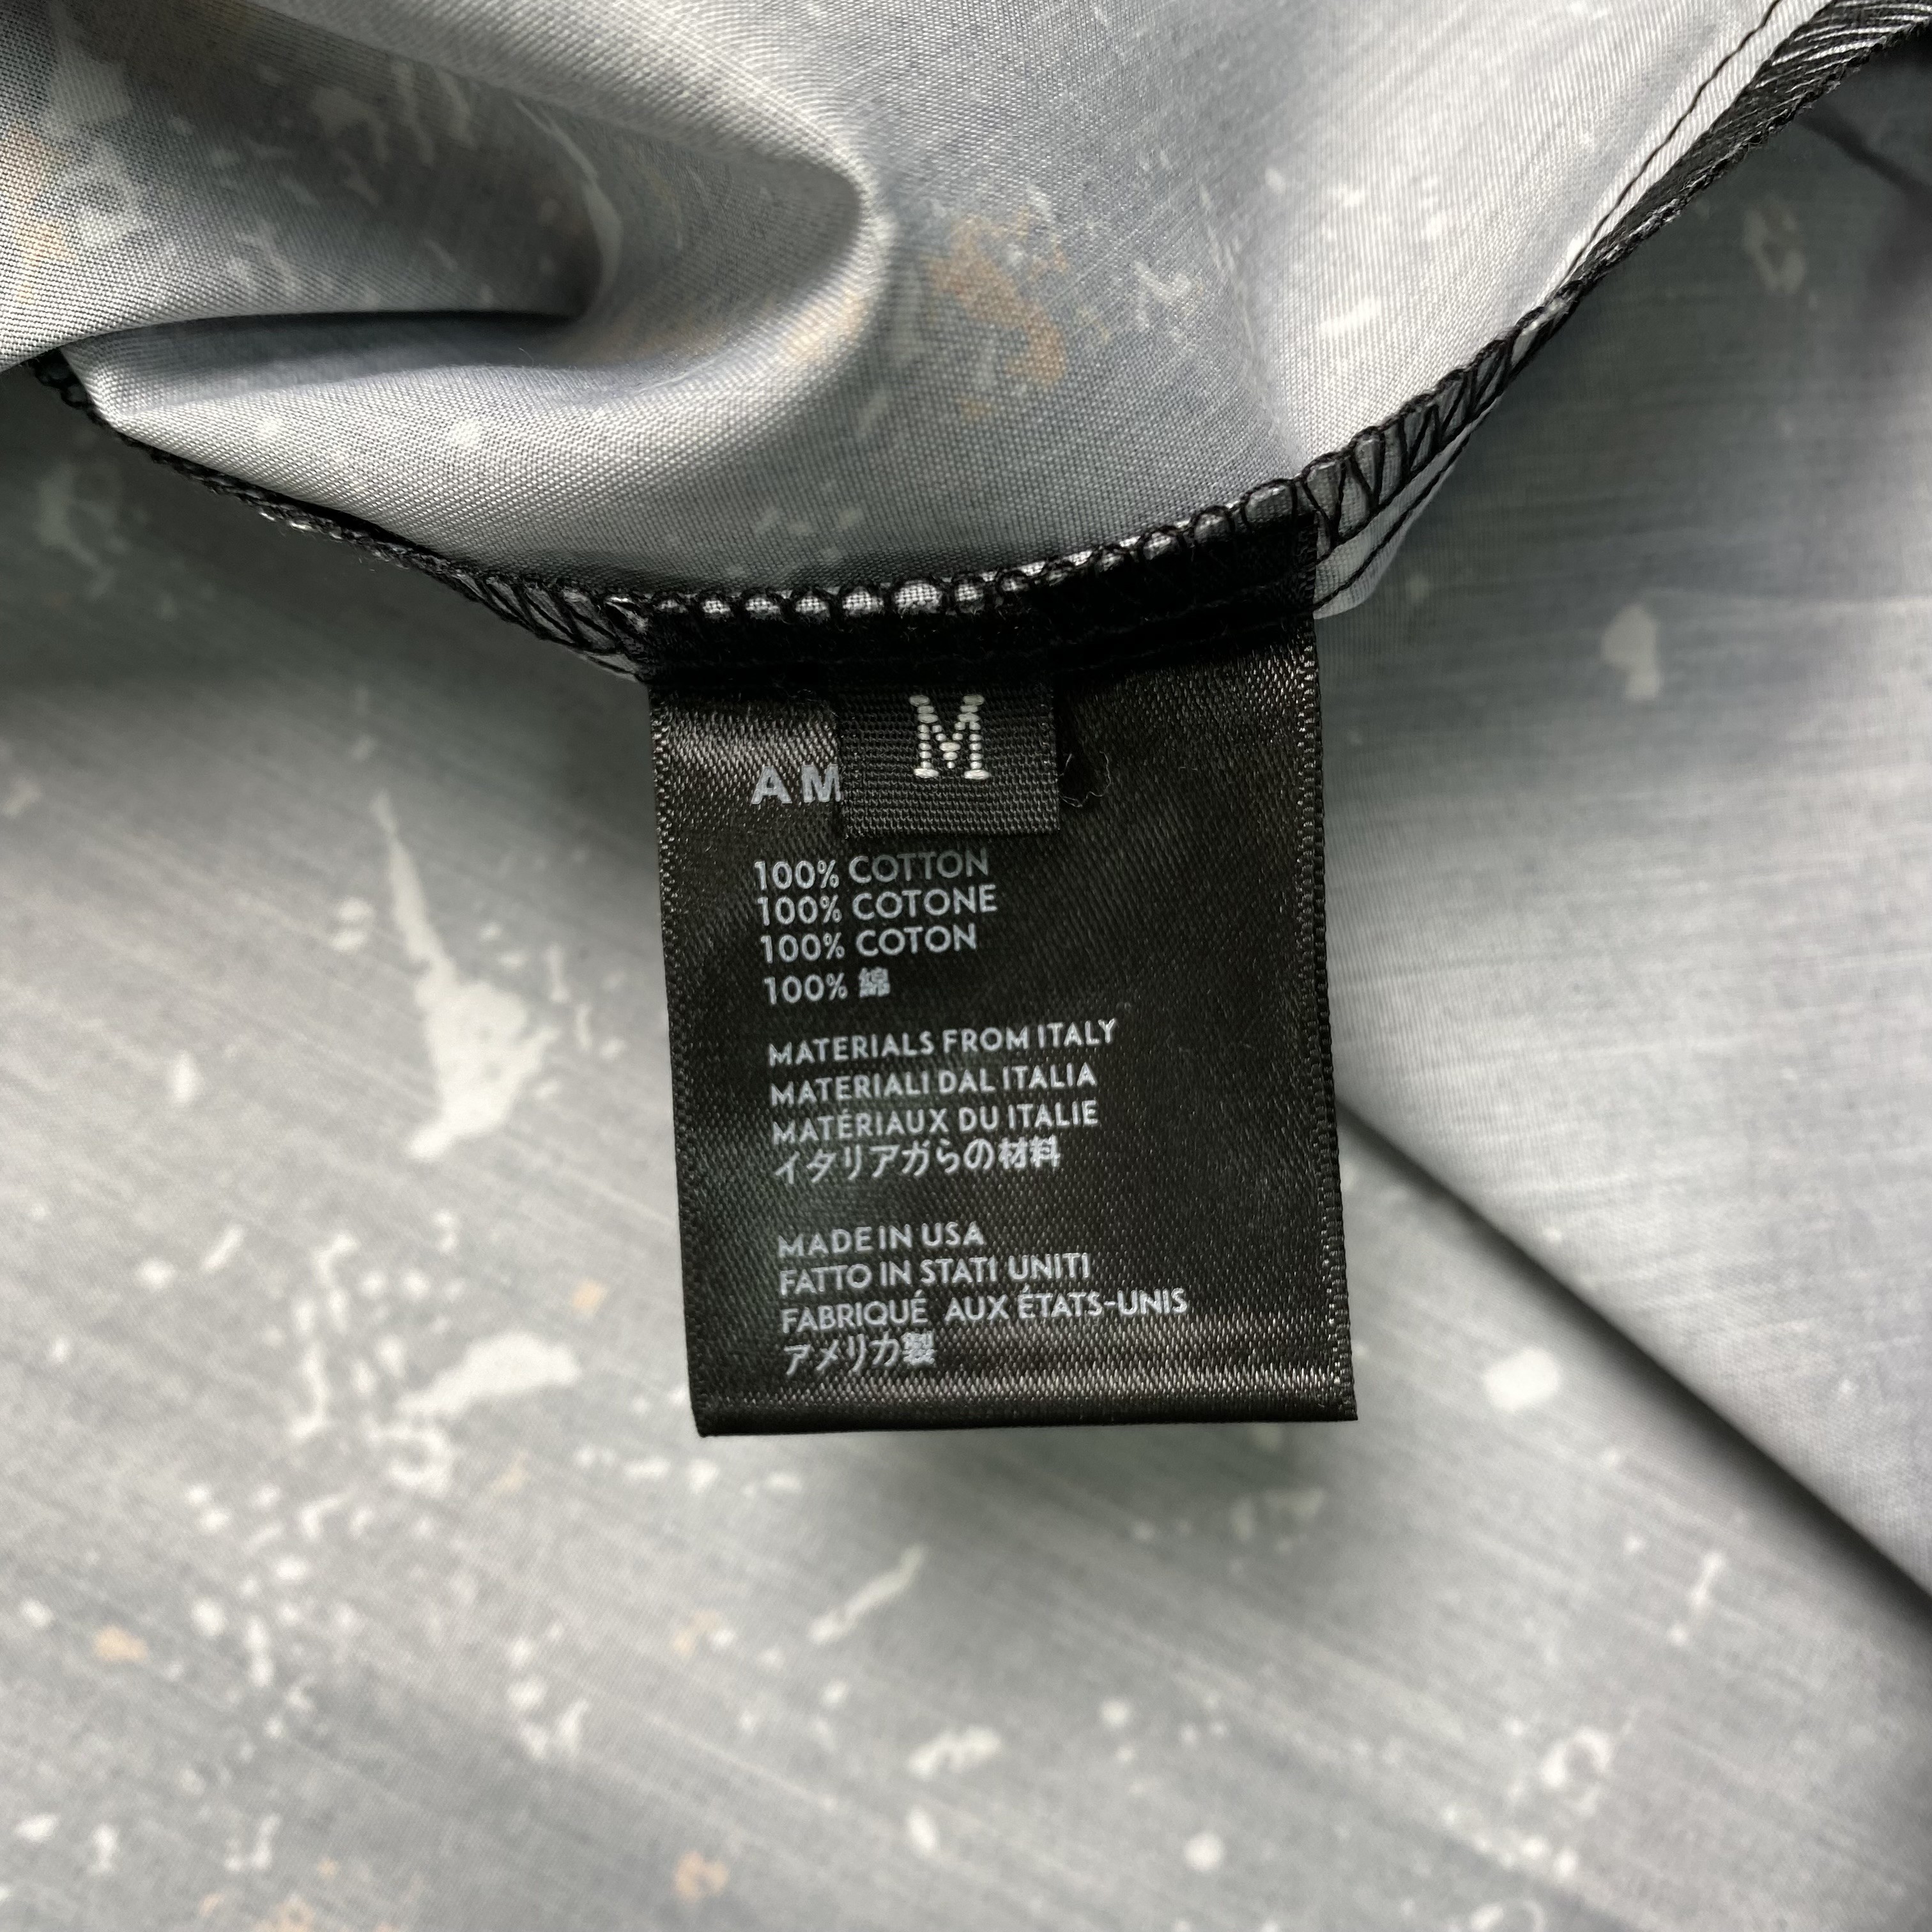 M
AM
100% COTTON
100% COTONE
100% COTON
100% 綿
MATERIALS FROM ITALY
MATERIALI DAL ITALIA
MATÉRIAUX DU ITALIE
イタリアガらの材料
MADE IN USA
FATTO IN STATI UNITI
FABRIQUÉ AUX ÉTATS-UNIS
アメリカ製